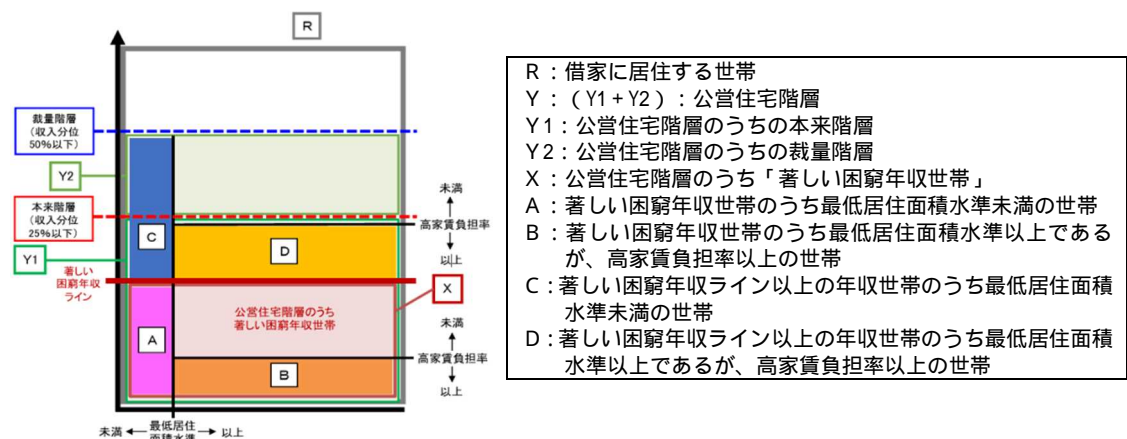 R
裁量階層
(収入分位
50%以下)
Y2
本来階層
(収入分位
25%以下)
Y1
著しい
困窮年収
ライン
C
D
A
B
X
公営住宅階層のうち
著しい困窮年収世帯
未満
高家賃負担率
以上
未満
高家賃負担率
以上
未満
最低居住
面積水準
以上
R:借家に居住する世帯
Y:(Y1+Y2):公営住宅階層
Y1:公営住宅階層のうちの本来階層
Y2:公営住宅階層のうちの裁量階層
X:公営住宅階層のうち「著しい困窮年収世帯」
A:著しい困窮年収世帯のうち最低居住面積水準未満の世帯
B:著しい困窮年収世帯のうち最低居住面積水準以上である
が、高家賃負担率以上の世帯
C:著しい困窮年収ライン以上の年収世帯のうち最低居住面積
水準未満の世帯
D:著しい困窮年収ライン以上の年収世帯のうち最低居住面積
水準以上であるが、高家賃負担率以上の世帯